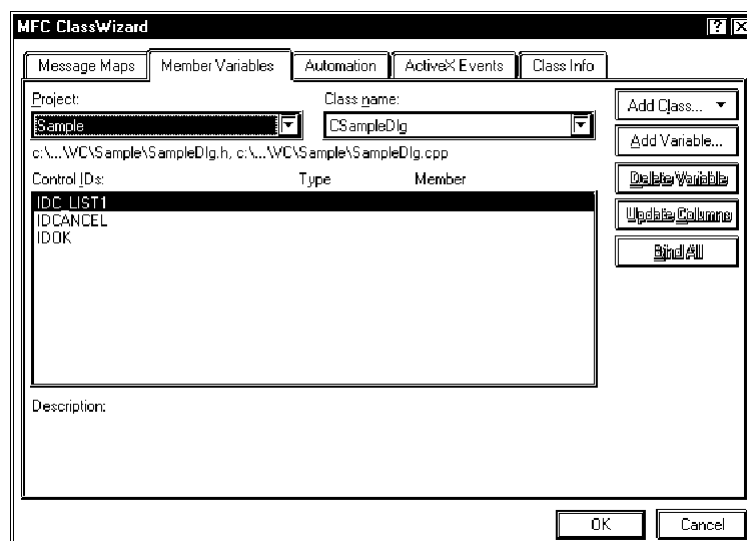 MFC ClassWizard
Message Maps Member Variables Automation ActiveX Events Class Info
Project: Class name: Add Class...
Sample CSampleDlg
Add Variable...
c:\...\VC\Sample\SampleDlg.h, c:\...\VC\Sample\SampleDlg.cpp
Control IDs: Type Member Delete Variable
IDC_LIST1
IDCANCEL Update Columns
IDOK
Bind All
Description:
OK Cancel